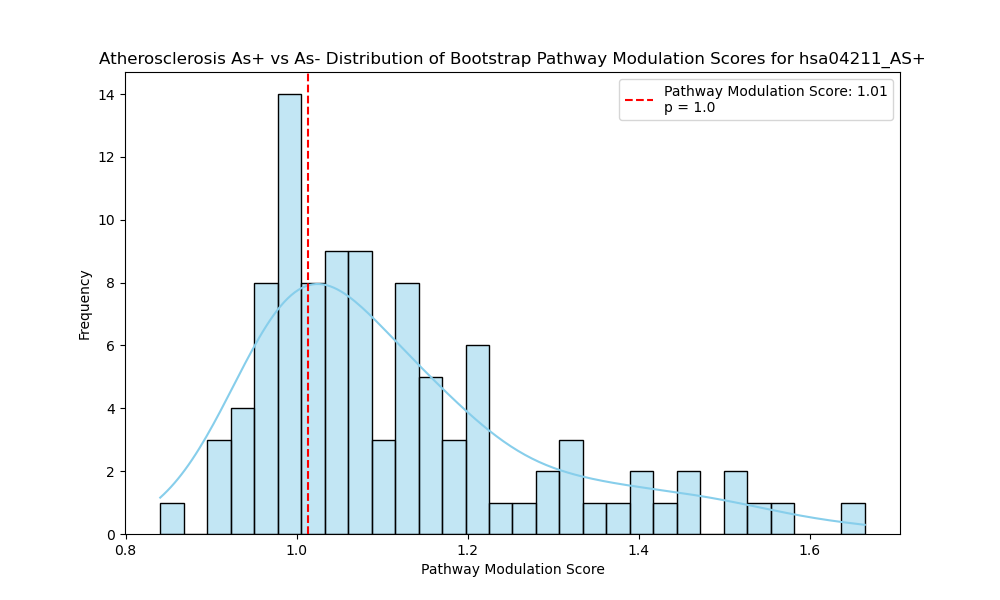 Atherosclerosis As+ vs As- Distribution of Bootstrap Pathway Modulation Scores for hsa04211_AS+
Pathway Modulation Score: 1.01
p = 1.0
14
12
10
8
6
4
2
0
Frequency
0.8
1.0
1.2
1.4
1.6
Pathway Modulation Score